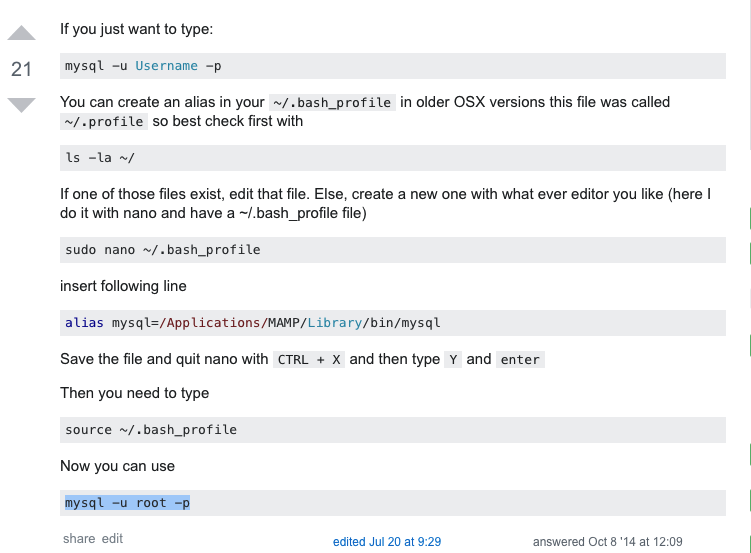 If you just want to type:
21
mysql -u Username -p
You can create an alias in your ~/.bash_profile in older OSX versions this file was called
~/.profile so best check first with
ls -la ~/
If one of those files exist, edit that file. Else, create a new one with what ever editor you like (here I
do it with nano and have a ~/.bash_profile file)
sudo nano ~/.bash_profile
insert following line
alias mysql=/Applications/MAMP/Library/bin/mysql
Save the file and quit nano with CTRL + X and then type Y and enter
Then you need to type
source ~/.bash_profile
Now you can use
mysql -u root -p
share edit edited Jul 20 at 9:29 answered Oct 8 '14 at 12:09